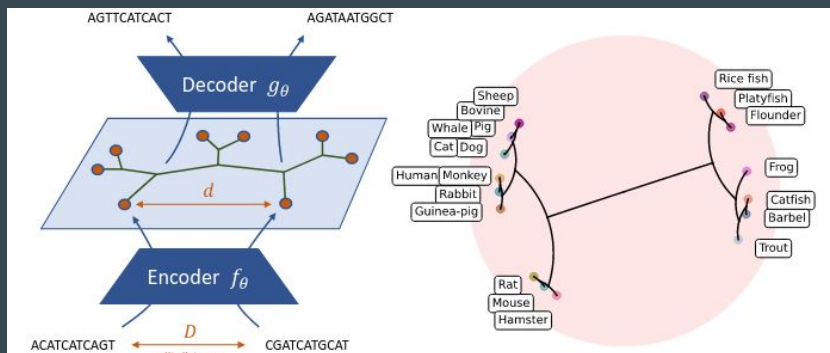 AGTTCATCACT
AGATAATGGCT
Decoder gθ
d
Encoder fθ
ACATCATCAGT
D
CGATCATGCAT
Sheep
Bovine
Whale Pig
Cat Dog
Human Monkey
Rabbit
Guinea-pig
Rat
Mouse
Hamster
Rice fish
Platyfish
Flounder
Frog
Catfish
Barbel
Trout